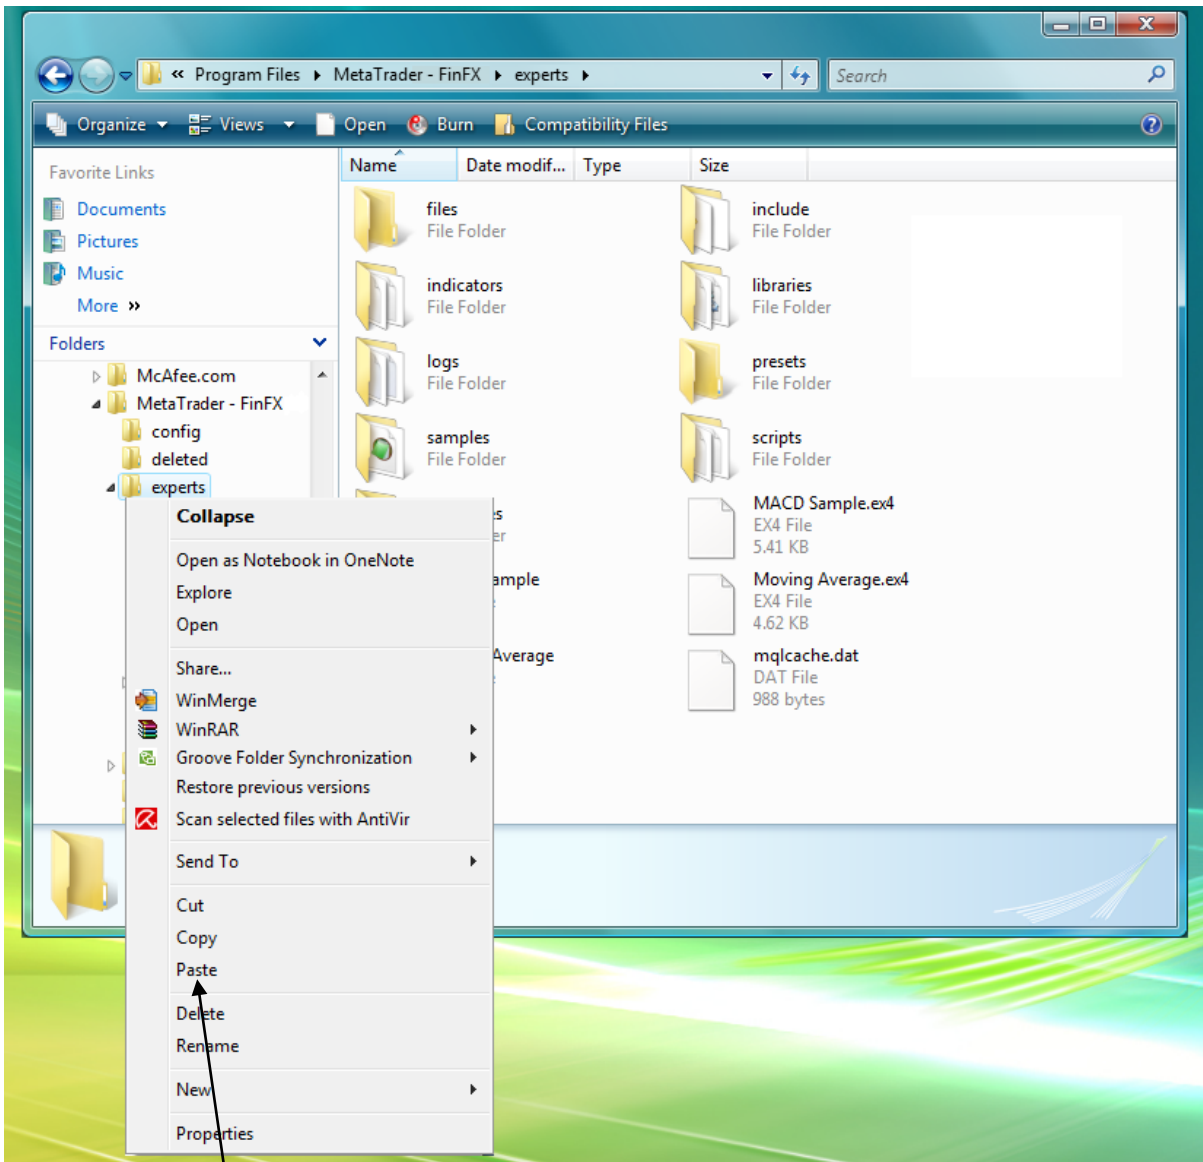 « Program Files MetaTrader - FinFX experts
Search
Organize Views Open Burn Compatibility Files
Favorite Links
Documents
Pictures
Music
More »
Folders
McAfee.com
MetaTrader - FinFX
config
deleted
experts
Name Date modif... Type Size
files
File Folder
include
File Folder
indicators
File Folder
libraries
File Folder
logs
File Folder
presets
File Folder
samples
File Folder
scripts
File Folder
MACD Sample.ex4
EX4 File
5.41 KB
ample
Moving Average.ex4
EX4 File
4.62 KB
Average
mqlcache.dat
DAT File
988 bytes
Collapse
Open as Notebook in OneNote
Explore
Open
Share...
WinMerge
WinRAR
Groove Folder Synchronization
Restore previous versions
Scan selected files with AntiVir
Send To
Cut
Copy
Paste
Delete
Rename
New
Properties